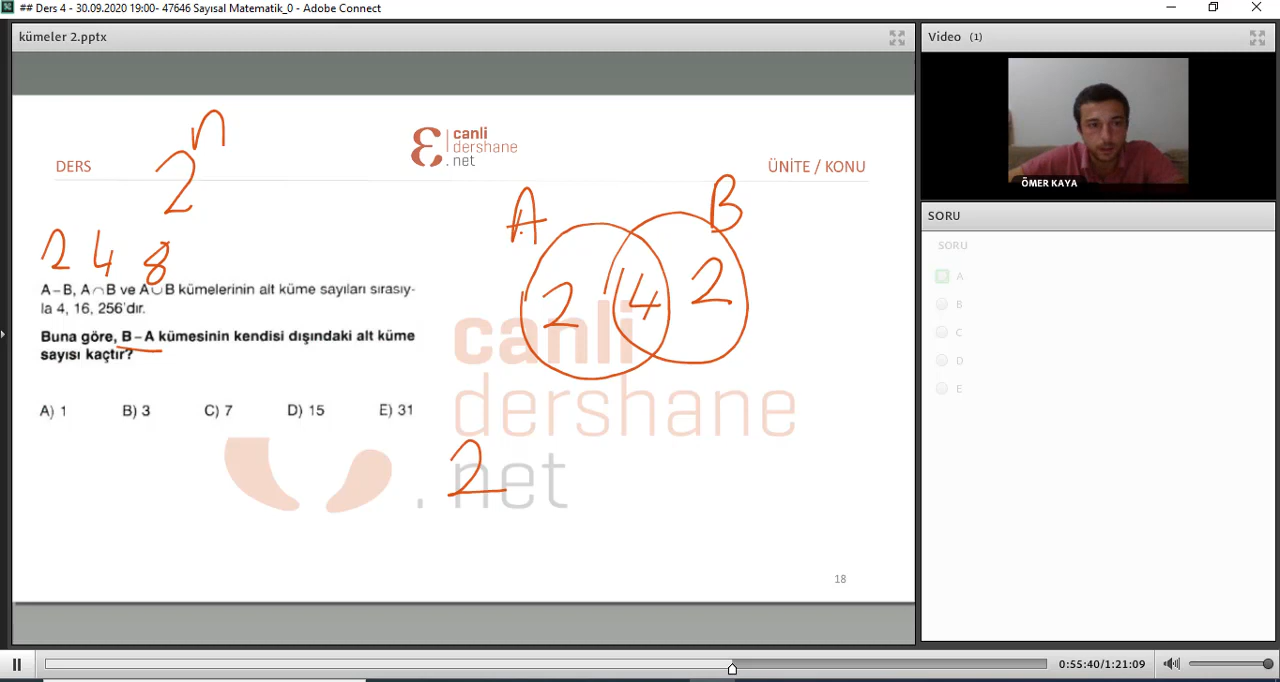 ## Ders 4 - 30.09.2020 19:00- 47646 Sayısal Matematik_0 - Adobe Connect
kümeler 2.pptx
Video (1)
ÖMER KAYA
SORU
SORU
A
B
C
D
E
2ⁿ
canli
dershane
.net
DERS
ÜNİTE / KONU
2 4 8
A – B, A ∩ B ve A ∪ B kümelerinin alt küme sayıları sırasıy-
la 4, 16, 256'dır.
Buna göre, B – A kümesinin kendisi dışındaki alt küme
sayısı kaçtır?
A) 1 B) 3 C) 7 D) 15 E) 31
A B
2 4 2
canli
dershane
.net
2
18
0:55:40/1:21:09